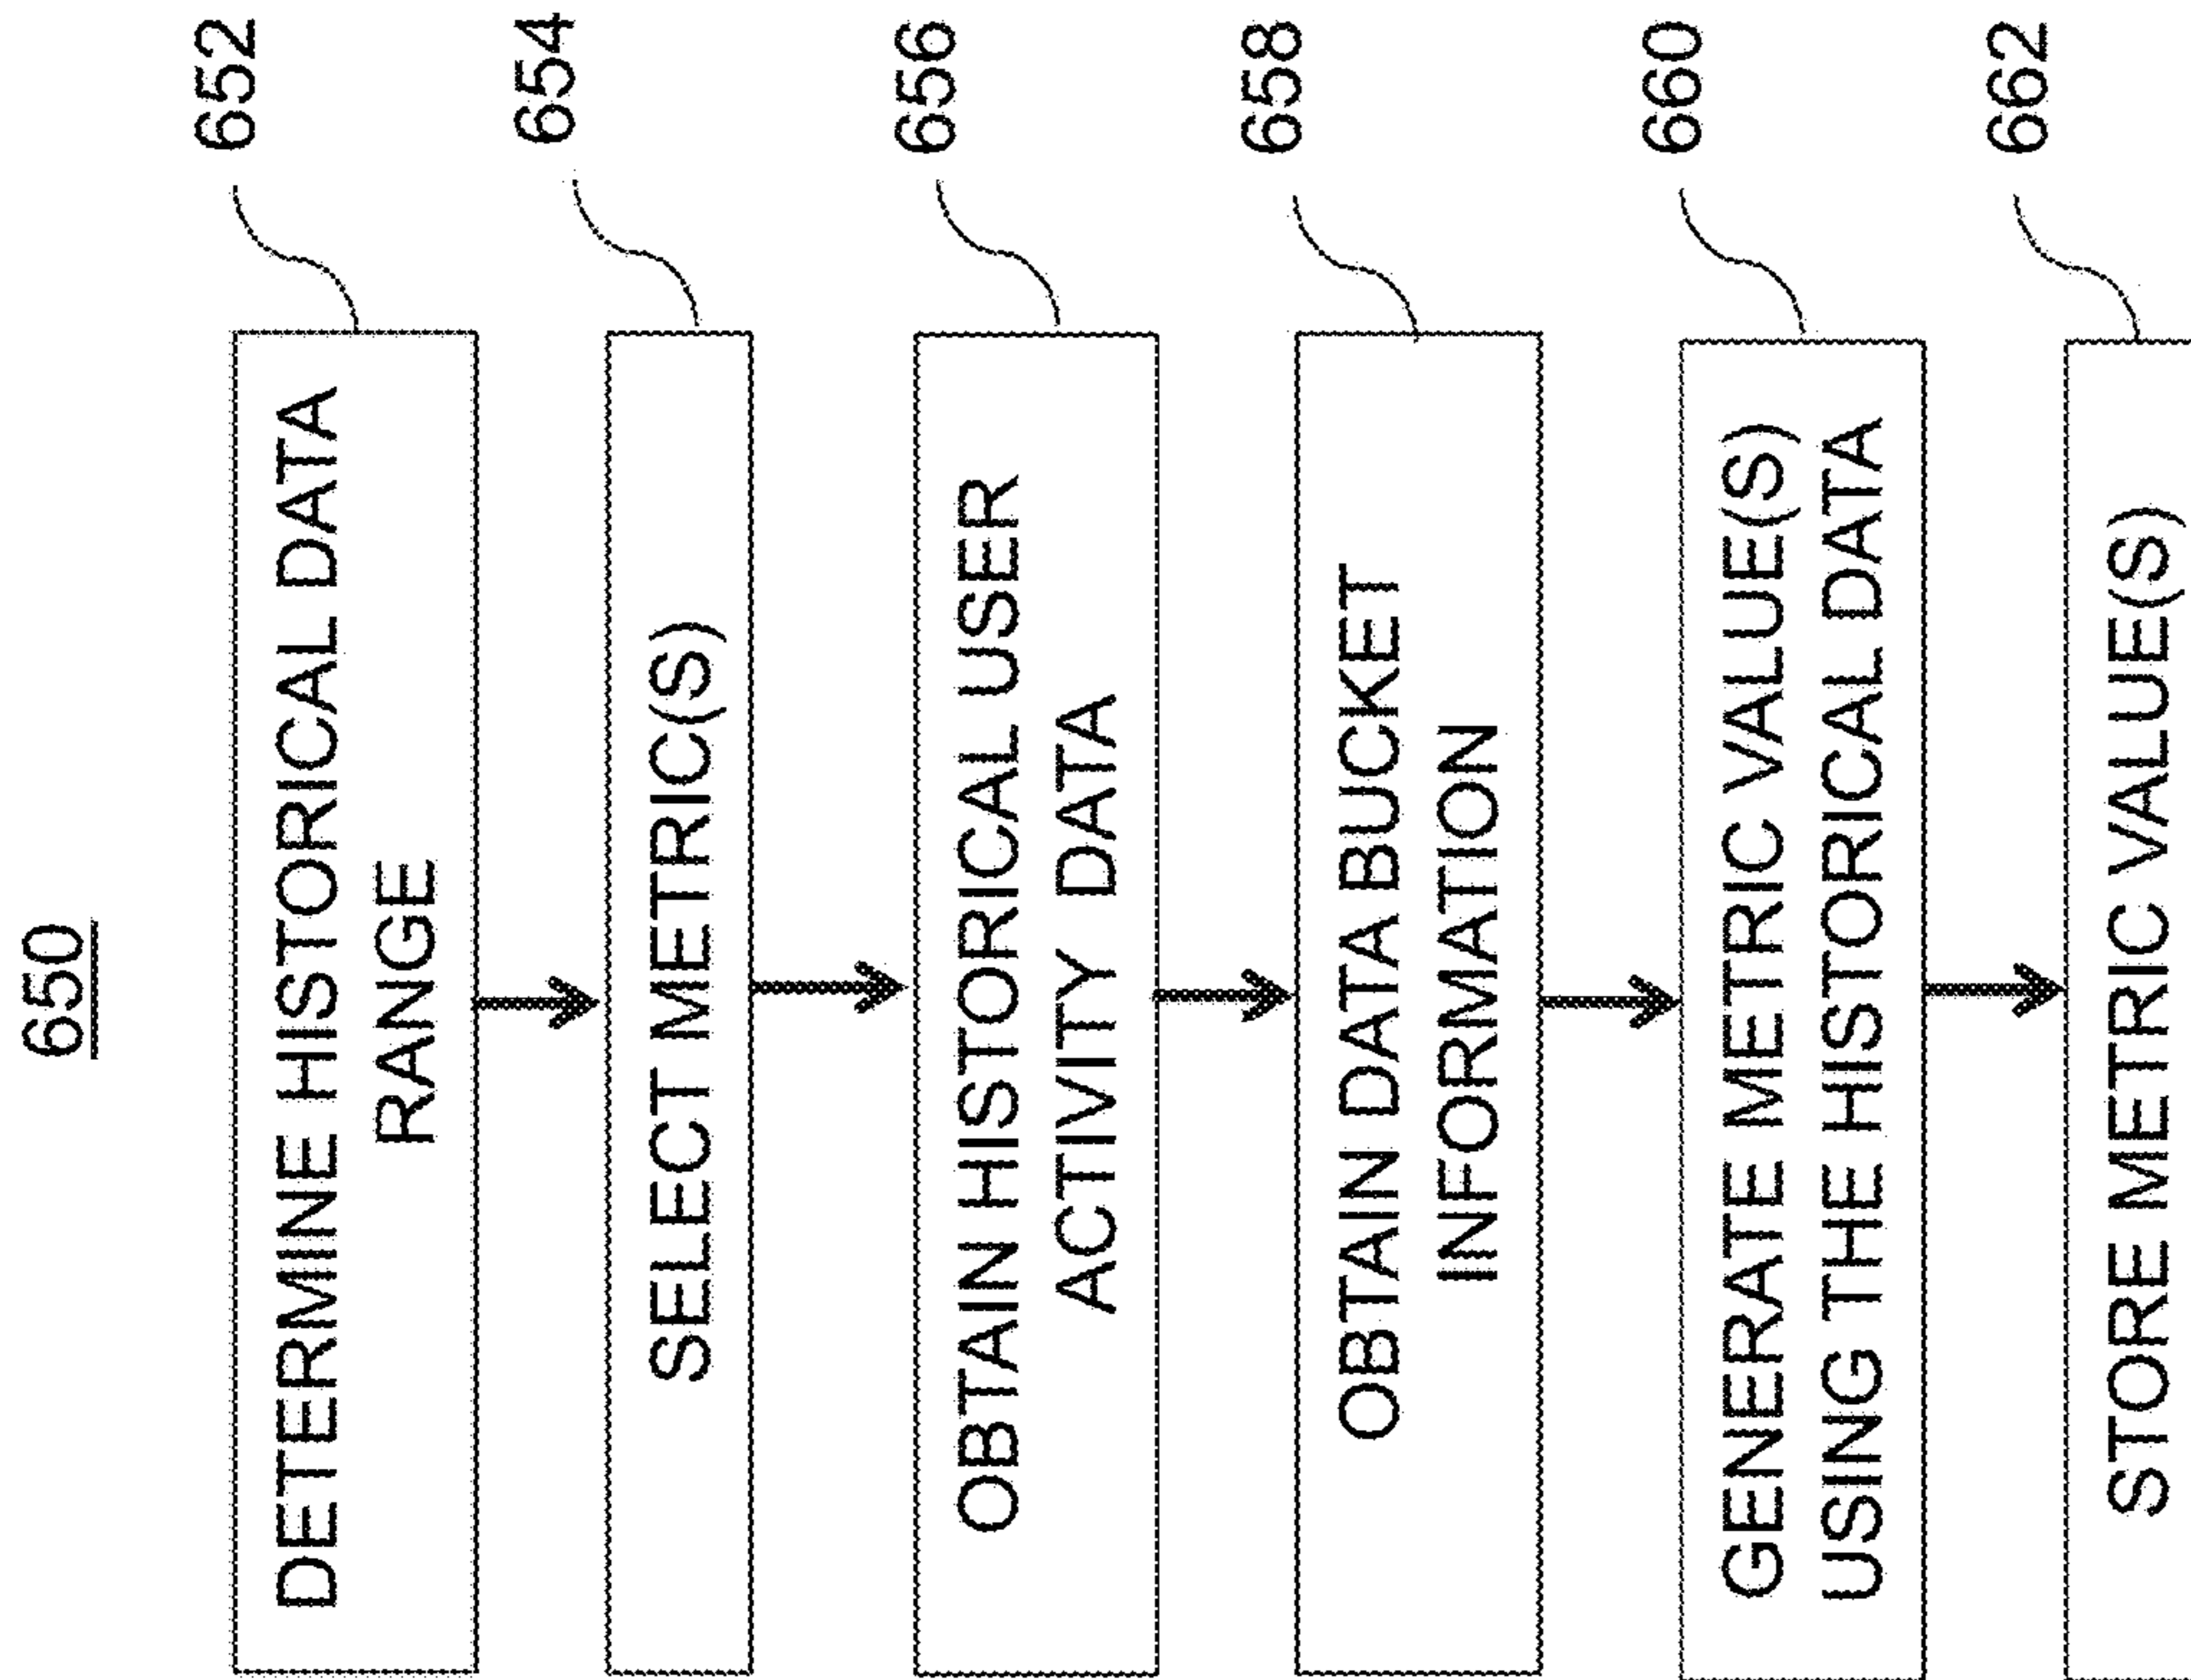 650
DETERMINE HISTORICAL DATA
RANGE
652
SELECT METRIC(S)
654
OBTAIN HISTORICAL USER
ACTIVITY DATA
656
OBTAIN DATA BUCKET
INFORMATION
658
GENERATE METRIC VALUE(S)
USING THE HISTORICAL DATA
660
STORE METRIC VALUE(S)
662